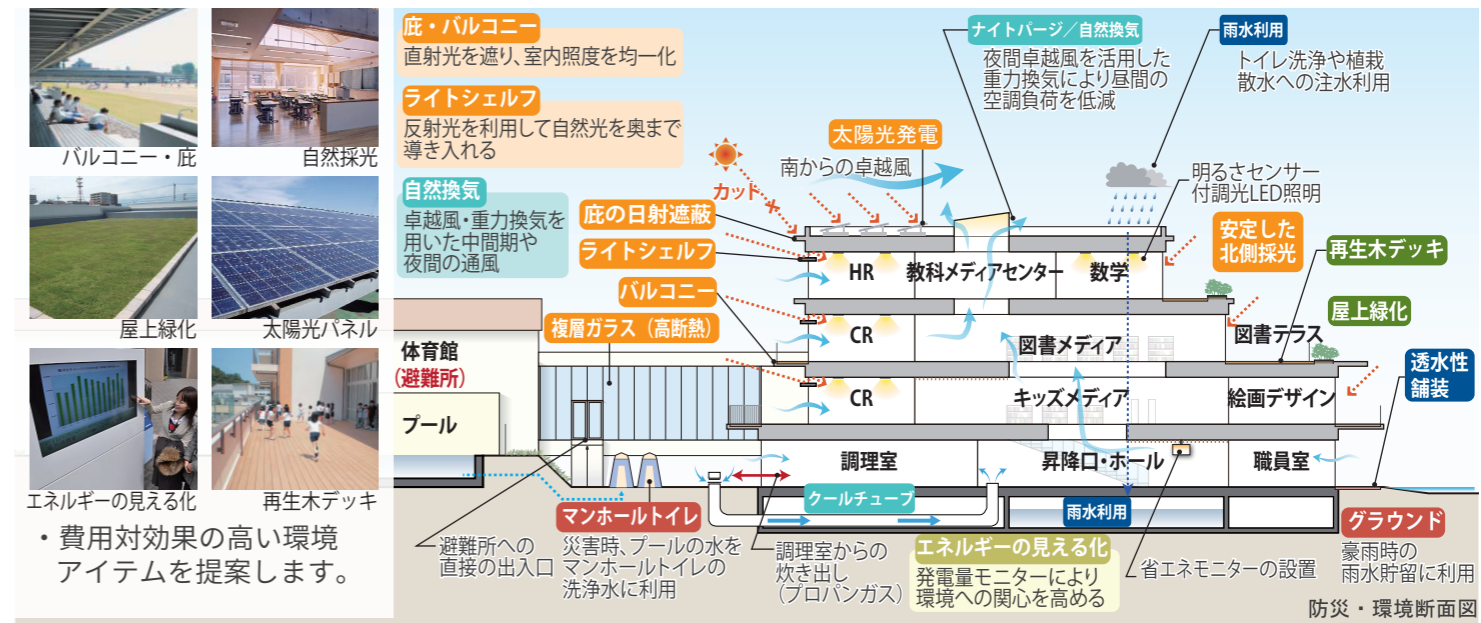 バルコニー・庇
自然採光
屋上緑化
太陽光パネル
エネルギーの見える化
再生木デッキ
・費用対効果の高い環境
アイテムを提案します。
庇・バルコニー
直射光を遮り、室内照度を均一化
ライトシェルフ
反射光を利用して自然光を奥まで
導き入れる
自然換気
卓越風・重力換気を
用いた中間期や
夜間の通風
ナイトパージ／自然換気
夜間卓越風を活用した
重力換気により昼間の
空調負荷を低減
雨水利用
トイレ洗浄や植栽
散水への注水利用
太陽光発電
南からの卓越風
カット
明るさセンサー
付調光LED照明
庇の日射遮蔽
ライトシェルフ
バルコニー
複層ガラス（高断熱）
安定した
北側採光
再生木デッキ
屋上緑化
透水性
舗装
HR
教科メディアセンター
数学
CR
図書メディア
図書テラス
CR
キッズメディア
絵画デザイン
体育館
（避難所）
プール
調理室
昇降口・ホール
職員室
クールチューブ
雨水利用
マンホールトイレ
災害時、プールの水を
マンホールトイレの
洗浄水に利用
避難所への
直接の出入口
調理室からの
炊き出し
（プロパンガス）
エネルギーの見える化
発電量モニターにより
環境への関心を高める
省エネモニターの設置
グラウンド
豪雨時の
雨水貯留に利用
防災・環境断面図